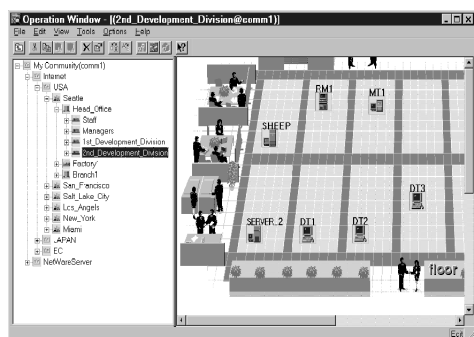 Operation Window - [(2nd_Development_Division@comm1)]
File Edit View Tools Options Help
My Community(comm1)
Internet
USA
Seatle
Head_Office
Staff
Managers
1st_Development_Division
2nd_Development_Division
Factory
Branch1
San_Francisco
Salt_Lake_City
Los_Angels
New_York
Miami
JAPAN
EC
NetWareServer
RM1
MT1
SHEEP
DT3
SERVER_2
DT1
DT2
floor
Edit